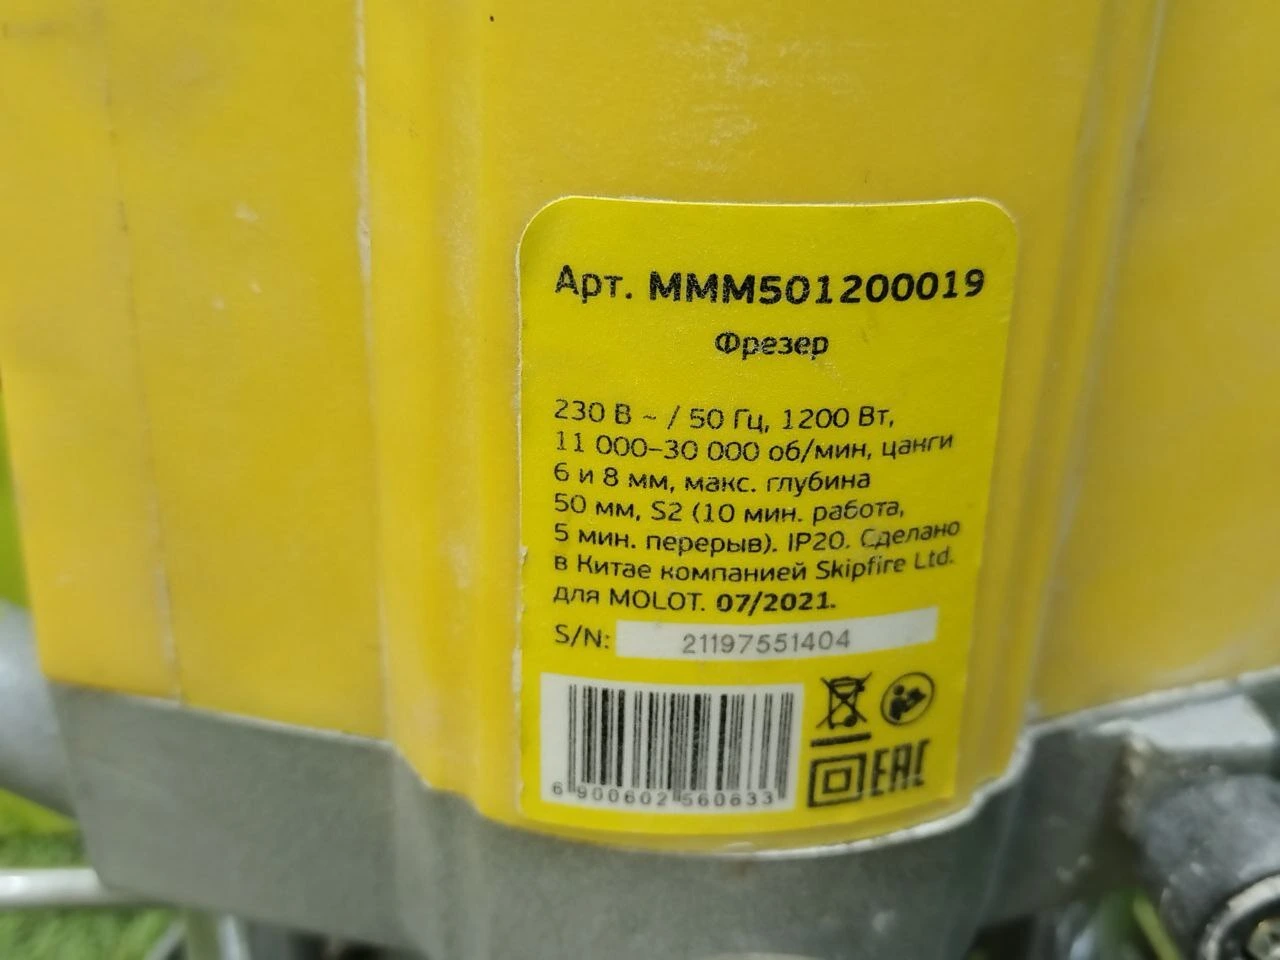 Арт. МММ501200019
Фрезер
230 В ~ / 50 Гц, 1200 Вт,
11 000–30 000 об/мин, цанги
6 и 8 мм, макс. глубина
50 мм, S2 (10 мин. работа,
5 мин. перерыв). IP20. Сделано
в Китае компанией Skipfire Ltd.
для MOLOT. 07/2021.
S/N: 21197551404
6 900602 560633
EAC